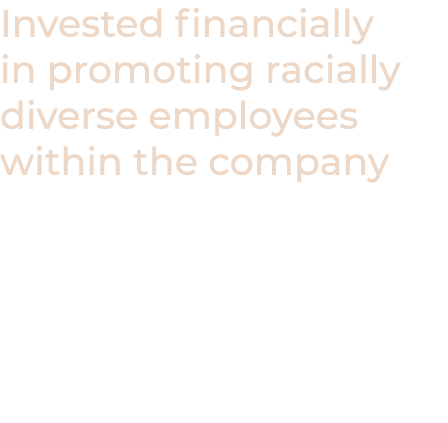 Invested financially
in promoting racially
diverse employees
within the company